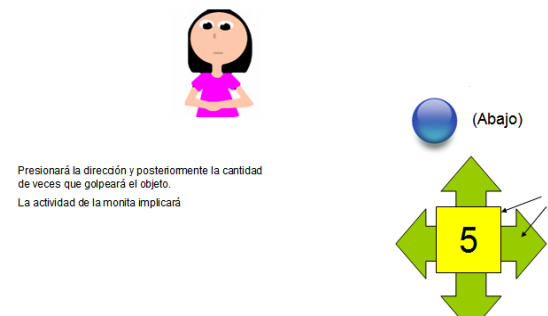 (Abajo)
Presionará la dirección y posteriormente la cantidad
de veces que golpeará el objeto.
La actividad de la monita implicará
5